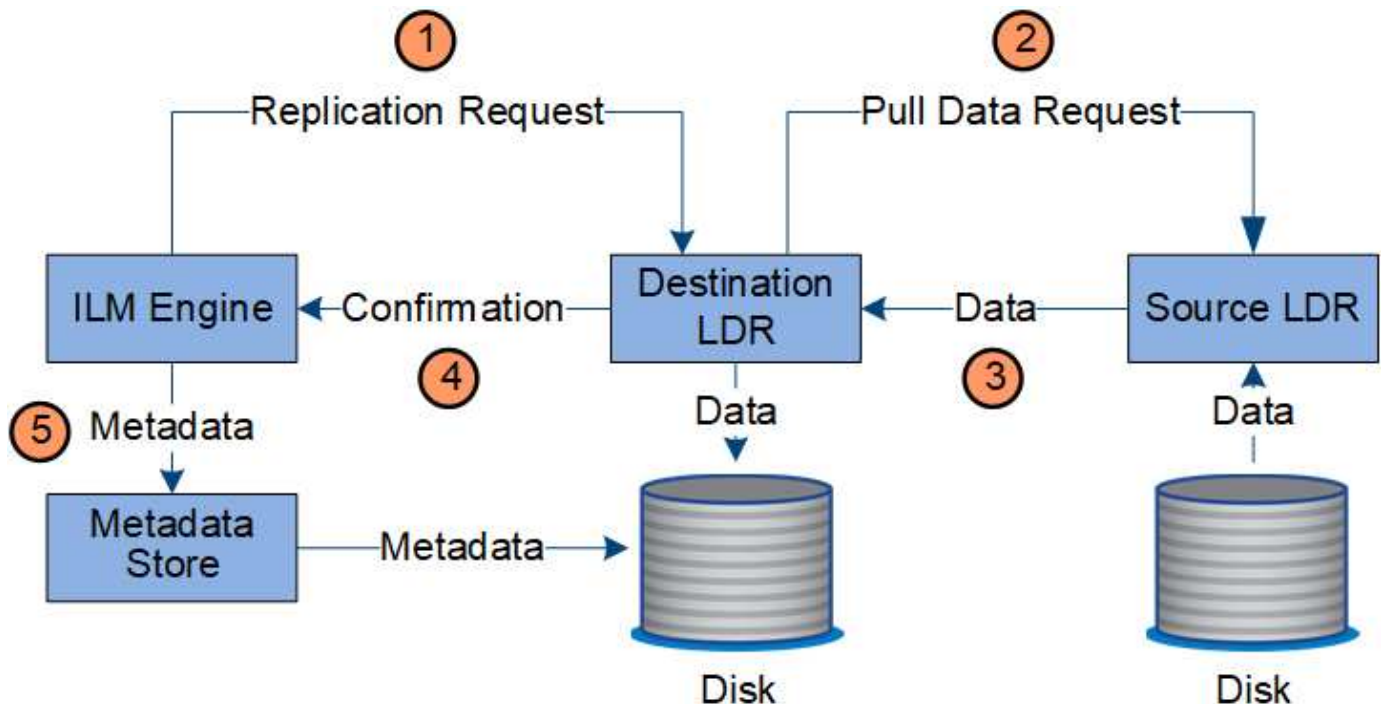 1
2
Replication Request
Pull Data Request
ILM Engine
Confirmation
Destination
LDR
Data
Source LDR
4
3
5
Metadata
Data
Data
Metadata
Store
Metadata
Disk
Disk